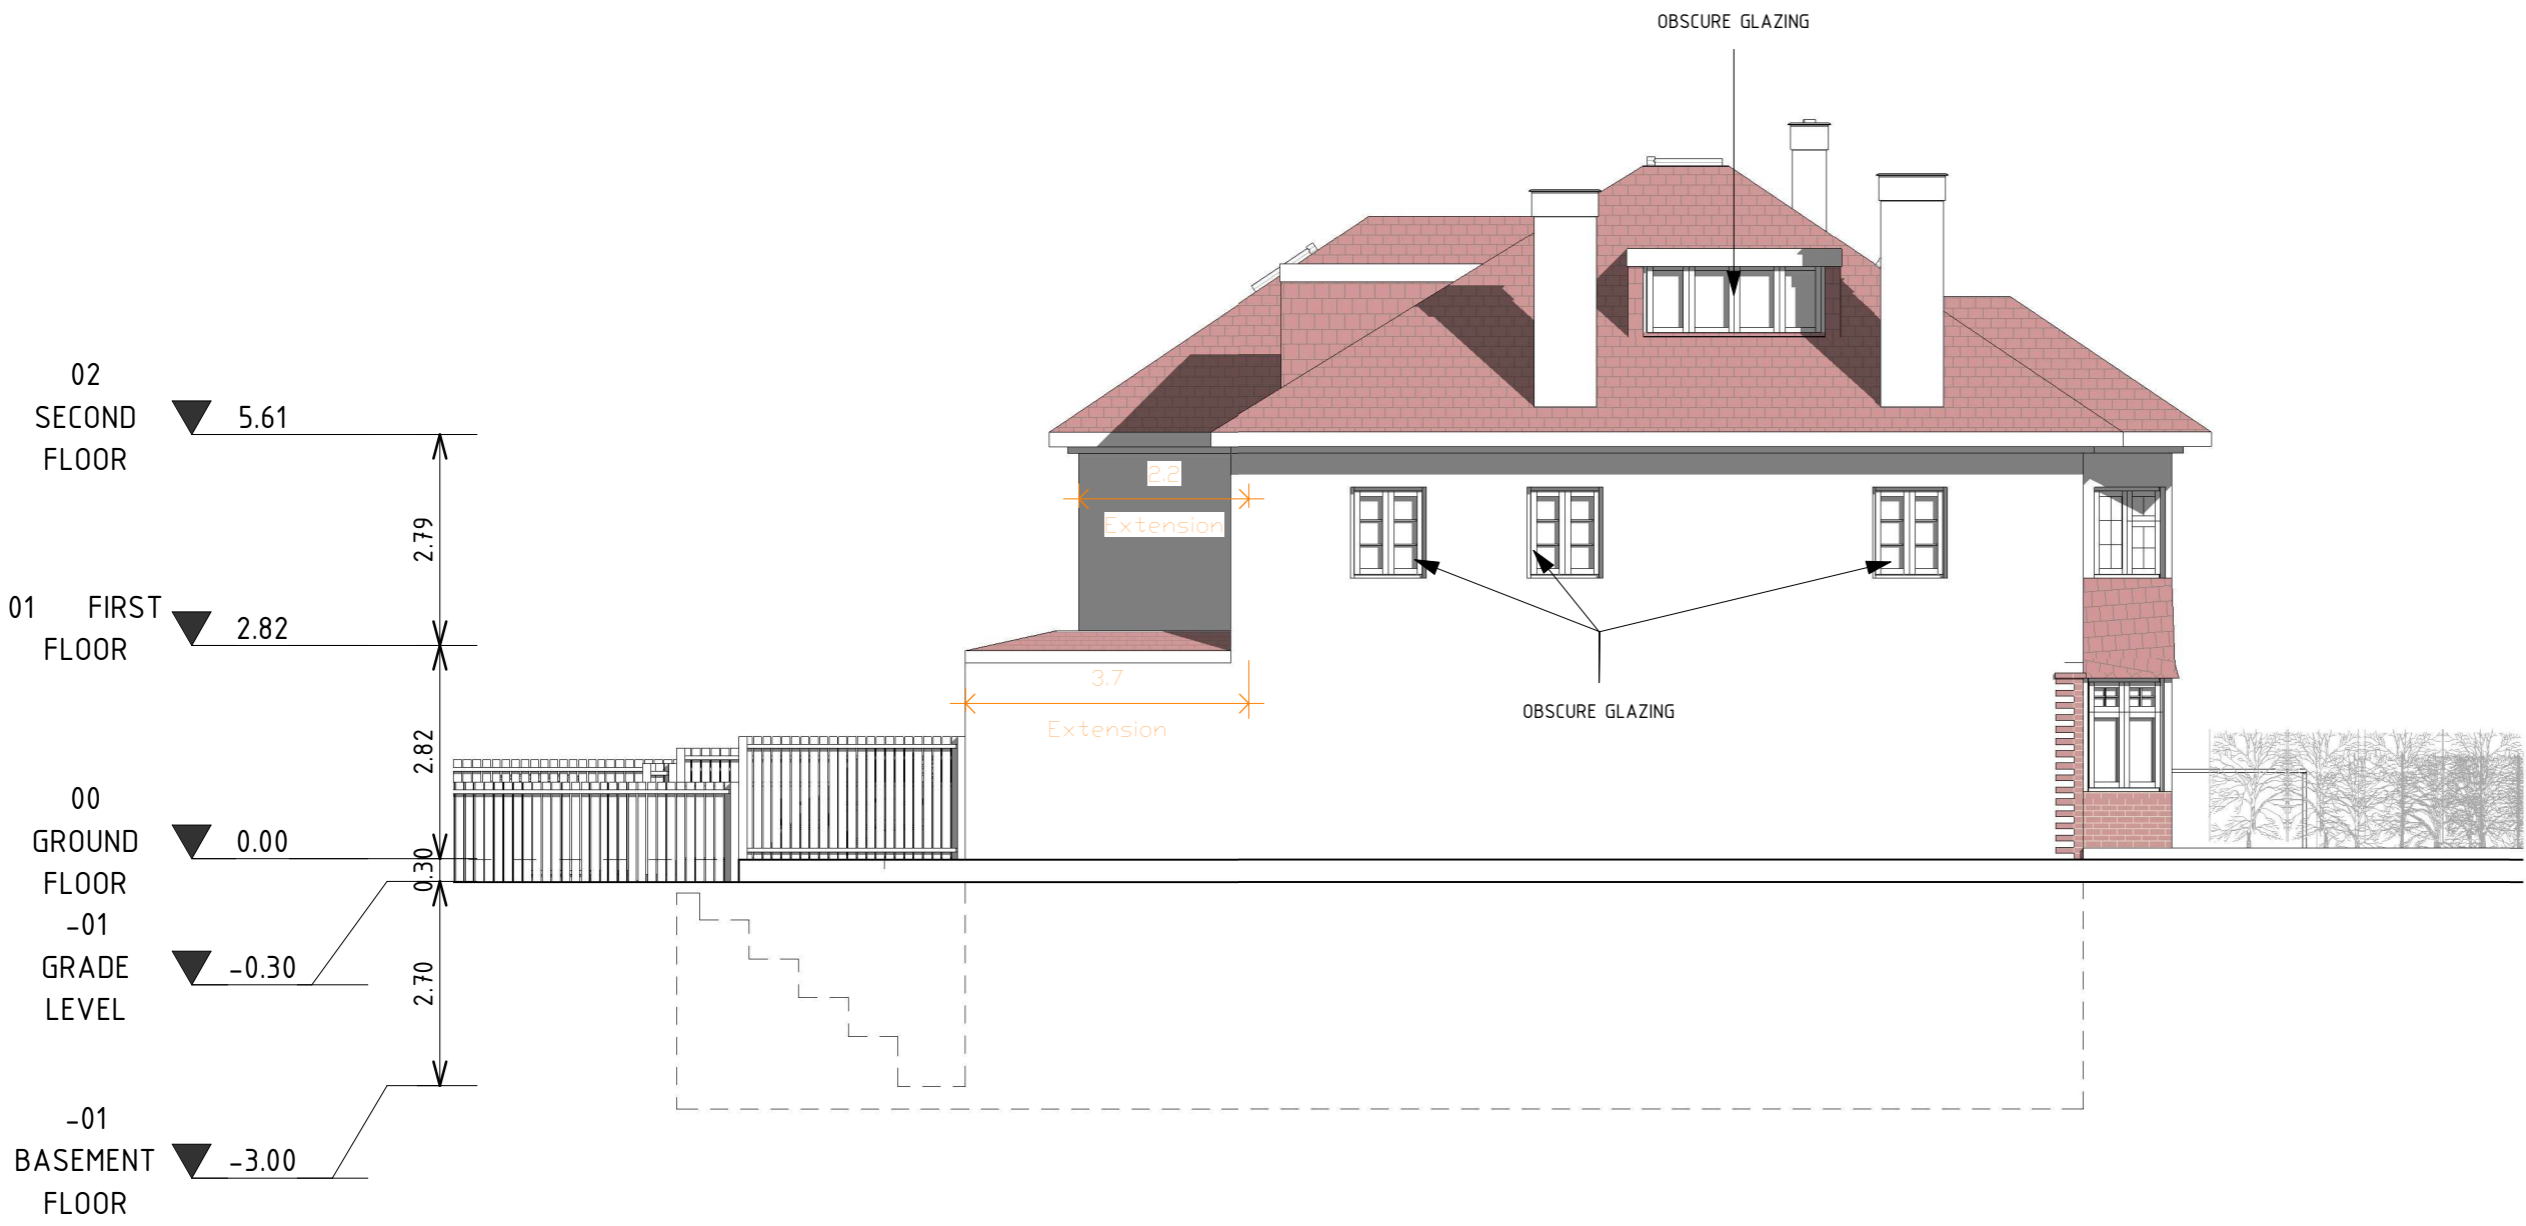 OBSCURE GLAZING
02
SECOND
FLOOR
5.61
2.79
2.2
Extension
01 FIRST
FLOOR
2.82
3.7
Extension
OBSCURE GLAZING
2.82
00
GROUND
FLOOR
0.00
0.30
-01
GRADE
LEVEL
-0.30
2.70
-01
BASEMENT
FLOOR
-3.00